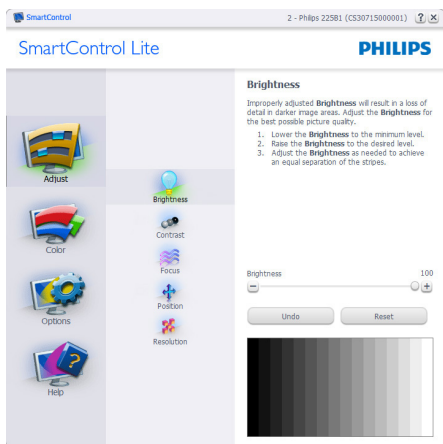 SmartControl
2 - Philips 225B1 (CS30715000001)
SmartControl Lite
PHILIPS
Adjust
Color
Options
Help
Brightness
Contrast
Focus
Position
Resolution
Brightness
Improperly adjusted Brightness will result in a loss of
detail in darker image areas. Adjust the Brightness for
the best possible picture quality.
1. Lower the Brightness to the minimum level.
2. Raise the Brightness to the desired level.
3. Adjust the Brightness as needed to achieve
an equal separation of the stripes.
Brightness 100
Undo Reset